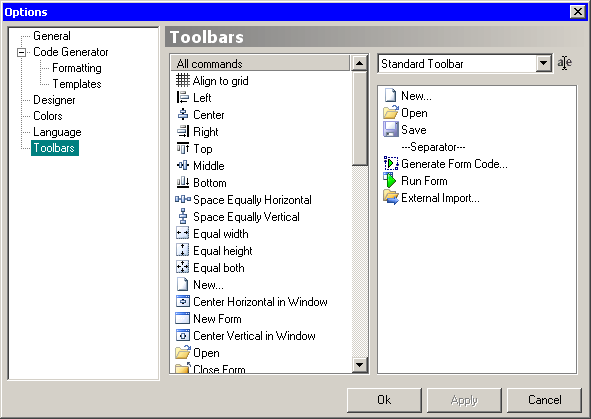 Options
General
Code Generator
Formatting
Templates
Designer
Colors
Language
Toolbars
Toolbars
All commands
Align to grid
Left
Center
Right
Top
Middle
Bottom
Space Equally Horizontal
Space Equally Vertical
Equal width
Equal height
Equal both
New...
Center Horizontal in Window
New Form
Center Vertical in Window
Open
Close Form
Standard Toolbar
New...
Open
Save
---Separator---
Generate Form Code...
Run Form
External Import...
Ok
Apply
Cancel